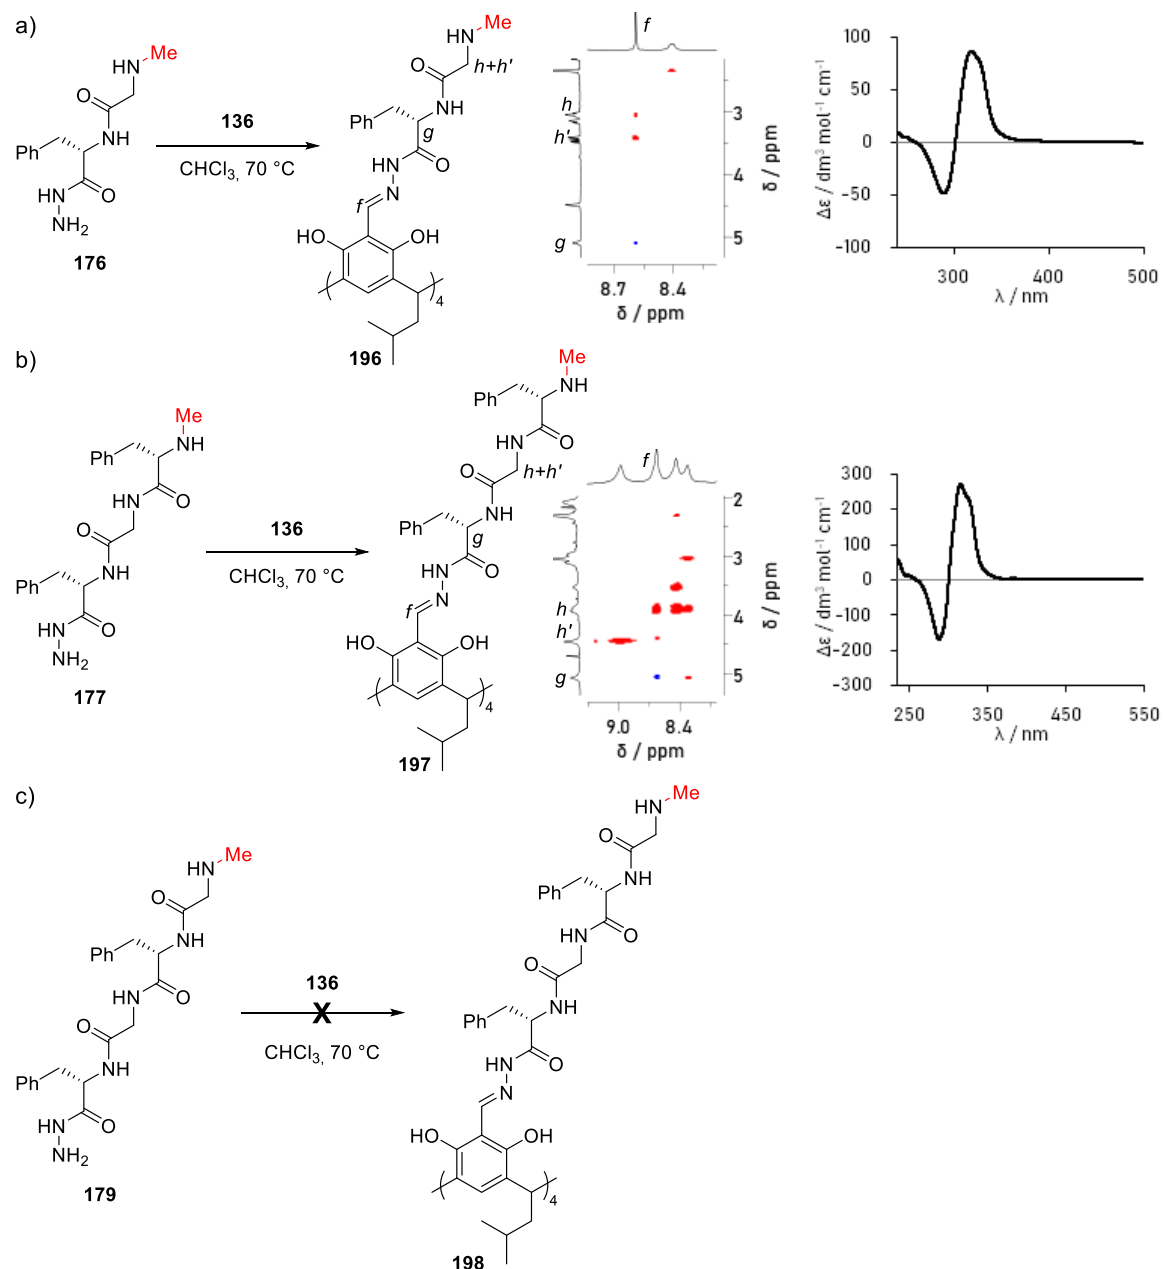 a)
HN
Me
O
NH
Ph
O
HN
NH2
176
136
CHCl3, 70 °C
HN
Me
h+h'
O
NH
Ph
g
O
HN
N
f
HO
OH
4
196
f
h
h'
g
3
4
5
δ / ppm
8.7
8.4
δ / ppm
100
50
0
-50
-100
Δε / dm3 mol-1 cm-1
300
400
500
λ / nm
b)
Me
NH
Ph
HN
O
O
NH
Ph
O
HN
NH2
177
136
CHCl3, 70 °C
Me
Ph
NH
HN
O
O
h+h'
NH
Ph
g
HN
O
N
f
HO
OH
4
197
f
h
h'
g
2
3
4
5
δ / ppm
9.0
8.4
δ / ppm
300
200
100
0
-100
-200
-300
Δε / dm3 mol-1 cm-1
250
350
450
550
λ / nm
c)
HN
Me
O
NH
Ph
HN
O
O
NH
Ph
O
HN
NH2
179
136
X
CHCl3, 70 °C
HN
Me
O
NH
Ph
HN
O
O
NH
Ph
HN
O
N
HO
OH
4
198